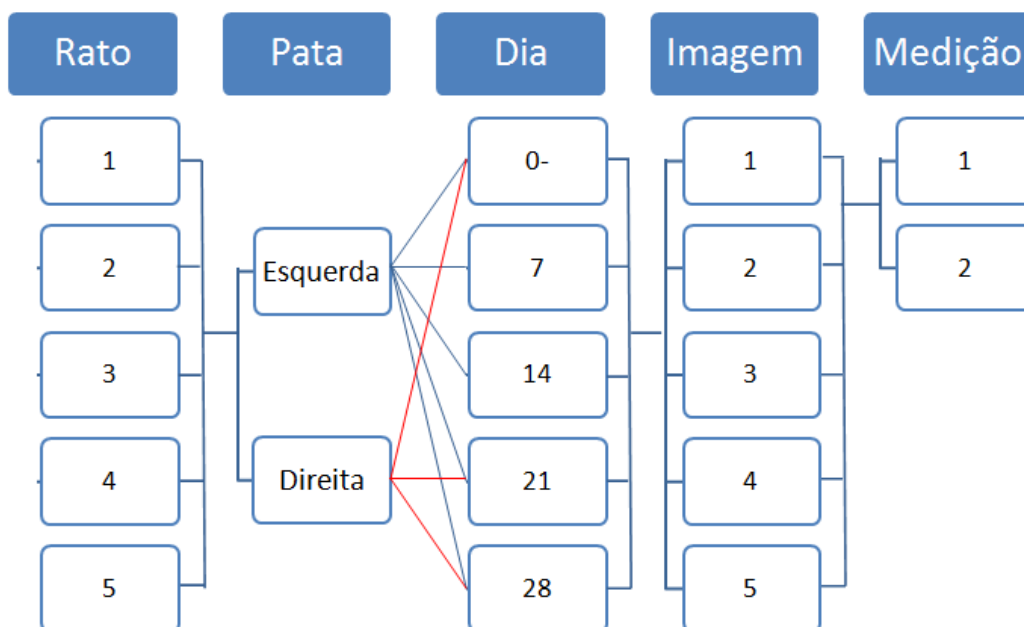 Rato Pata Dia Imagem Medição
1 0- 1 1
2 7 2 2
Esquerda
3 14 3
4 21 4
Direita
5 28 5